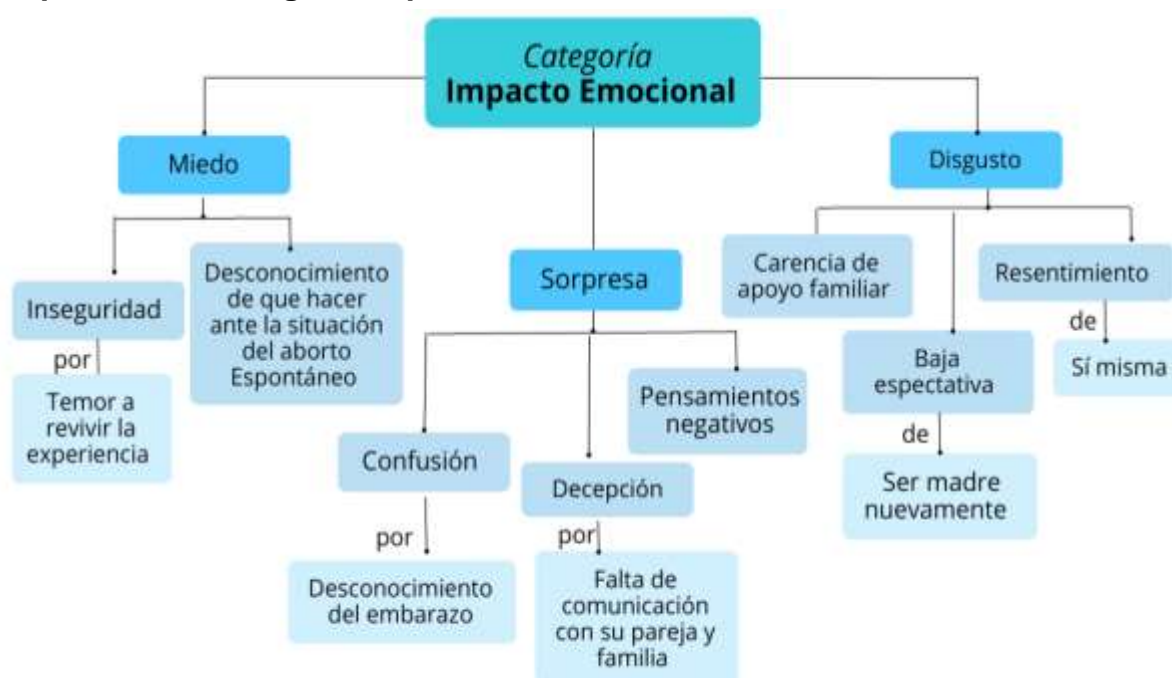 Categoría
Impacto Emocional
Miedo
Disgusto
Sorpresa
Inseguridad
Desconocimiento
de que hacer
ante la situación
del aborto
Espontáneo
por
Temor a
revivir la
experiencia
Confusión
por
Desconocimiento
del embarazo
Decepción
por
Falta de
comunicación
con su pareja y
familia
Pensamientos
negativos
Carencia de
apoyo familiar
Baja
espectativa
de
Ser madre
nuevamente
Resentimiento
de
Sí misma